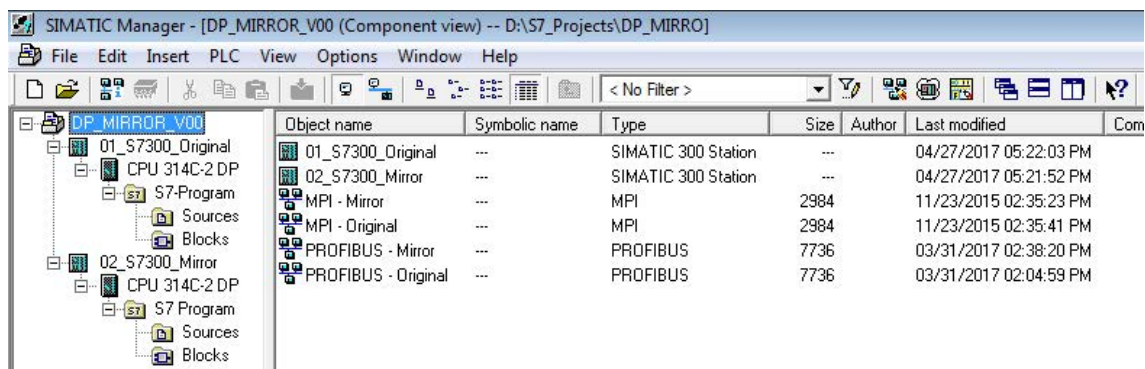 SIMATIC Manager - [DP_MIRROR_V00 (Component view) -- D:\S7_Projects\DP_MIRRO]
File Edit Insert PLC View Options Window Help
< No Filter >
DP_MIRROR_V00
01_S7300_Original
CPU 314C-2 DP
S7-Program
Sources
Blocks
02_S7300_Mirror
CPU 314C-2 DP
S7 Program
Sources
Blocks
Object name Symbolic name Type Size Author Last modified Com
01_S7300_Original --- SIMATIC 300 Station --- 04/27/2017 05:22:03 PM
02_S7300_Mirror --- SIMATIC 300 Station --- 04/27/2017 05:21:52 PM
MPI - Mirror --- MPI 2984 11/23/2015 02:35:23 PM
MPI - Original --- MPI 2984 11/23/2015 02:35:41 PM
PROFIBUS - Mirror --- PROFIBUS 7736 03/31/2017 02:38:20 PM
PROFIBUS - Original --- PROFIBUS 7736 03/31/2017 02:04:59 PM